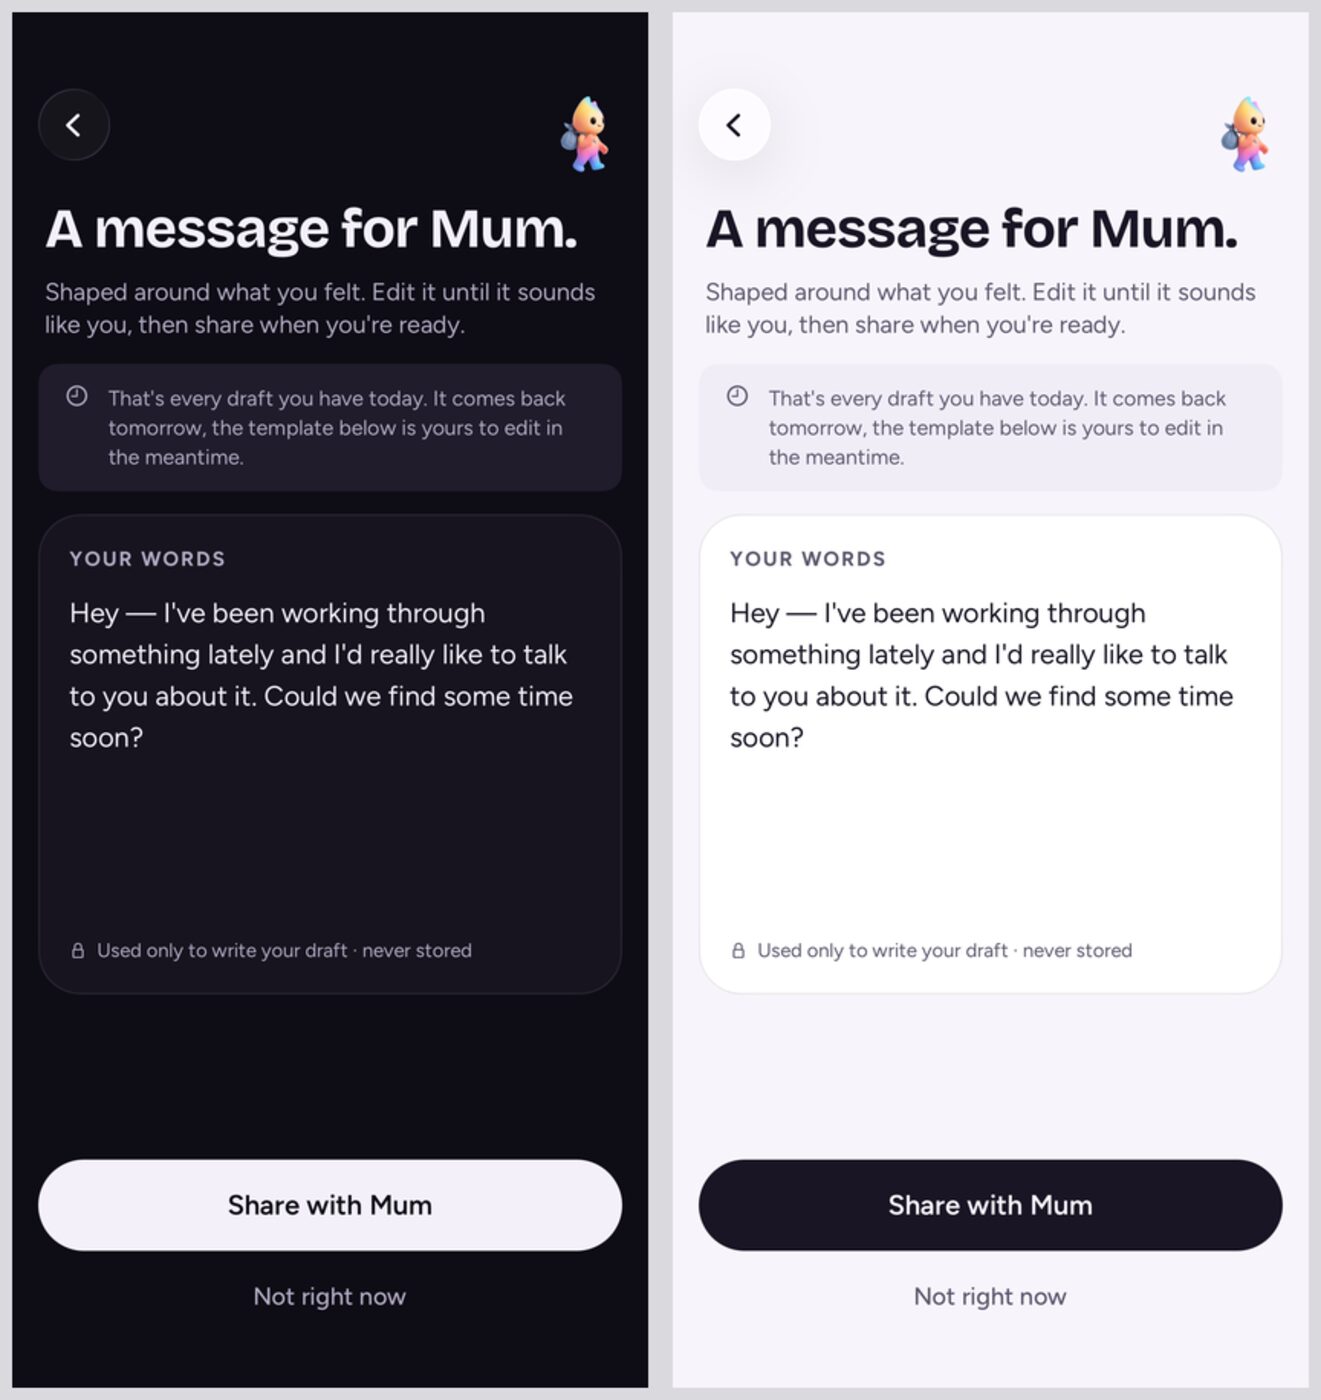 A message for Mum.
Shaped around what you felt. Edit it until it sounds
like you, then share when you're ready.
That's every draft you have today. It comes back
tomorrow, the template below is yours to edit in
the meantime.
YOUR WORDS
Hey — I've been working through
something lately and I'd really like to talk
to you about it. Could we find some time
soon?
Used only to write your draft · never stored
Share with Mum
Not right now
A message for Mum.
Shaped around what you felt. Edit it until it sounds
like you, then share when you're ready.
That's every draft you have today. It comes back
tomorrow, the template below is yours to edit in
the meantime.
YOUR WORDS
Hey — I've been working through
something lately and I'd really like to talk
to you about it. Could we find some time
soon?
Used only to write your draft · never stored
Share with Mum
Not right now